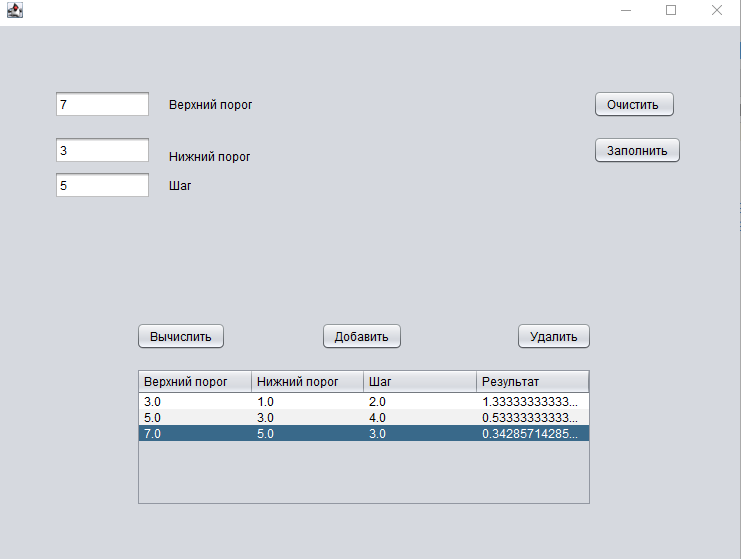 7 Верхний порог Очистить
3 Нижний порог Заполнить
5 Шаг
Вычислить Добавить Удалить
Верхний порог Нижний порог Шаг Результат
3.0 1.0 2.0 1.33333333333...
5.0 3.0 4.0 0.53333333333...
7.0 5.0 3.0 0.34285714285...